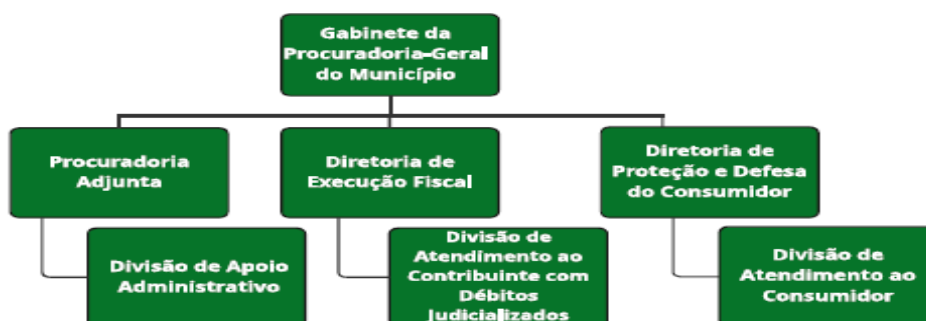 Gabinete da
Procuradoria-Geral
do Município
Procuradoria
Adjunta
Diretoria de
Execução Fiscal
Diretoria de
Proteção e Defesa
do Consumidor
Divisão de Apoio
Administrativo
Divisão de
Atendimento ao
Contribuinte com
Débitos
Judicializados
Divisão de
Atendimento ao
Consumidor